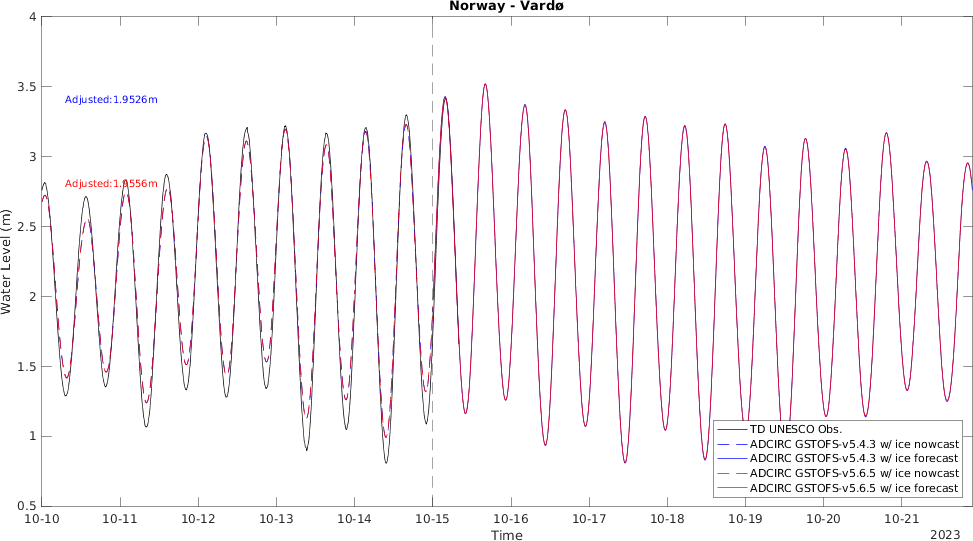 Norway - Vardø
Water Level (m)
4
3.5
3
2.5
2
1.5
1
0.5
Adjusted:1.9526m
Adjusted:1.9556m
TD UNESCO Obs.
ADCIRC GSTOFS-v5.4.3 w/ ice nowcast
ADCIRC GSTOFS-v5.4.3 w/ ice forecast
ADCIRC GSTOFS-v5.6.5 w/ ice nowcast
ADCIRC GSTOFS-v5.6.5 w/ ice forecast
10-10 10-11 10-12 10-13 10-14 10-15 10-16 10-17 10-18 10-19 10-20 10-21
Time
2023